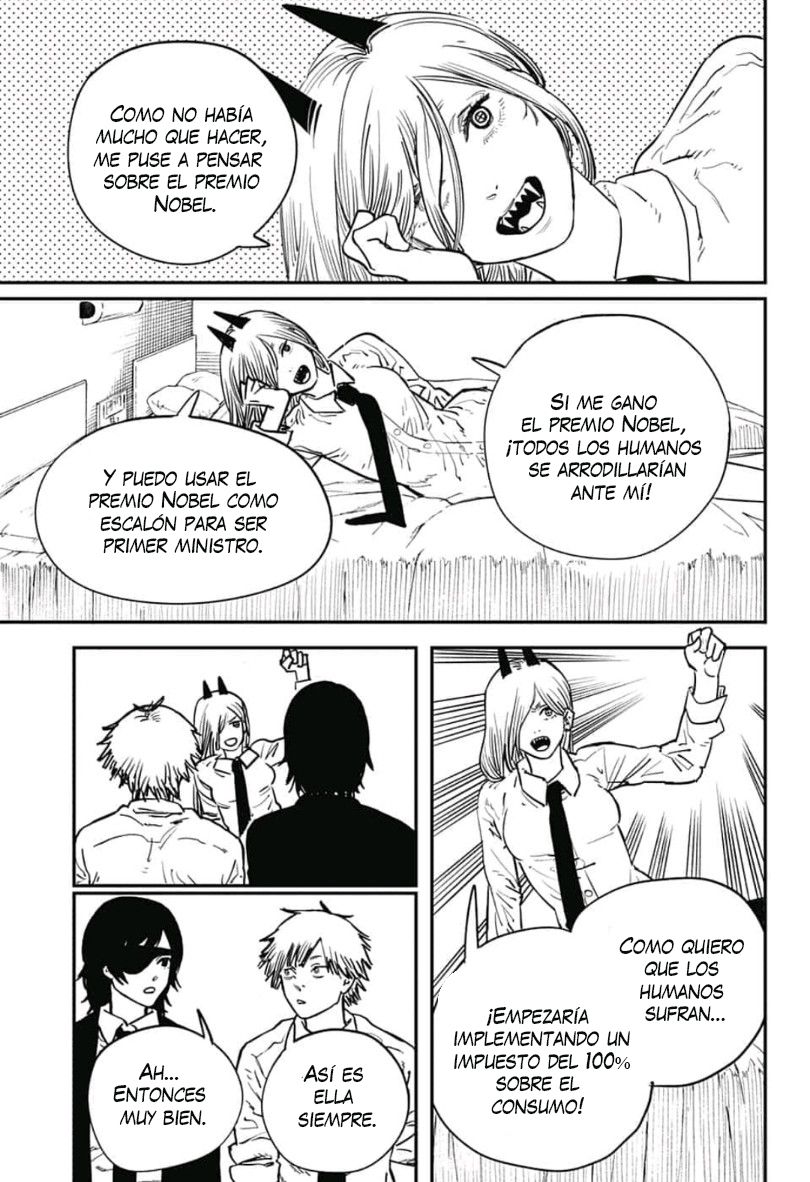 Como no había
mucho que hacer,
me puse a pensar
sobre el premio
Nobel.
Si me gano
el premio Nobel,
¡todos los humanos
se arrodillarían
ante mí!
Y puedo usar el
premio Nobel como
escalón para ser
primer ministro.
Como quiero
que los
humanos
sufran...
¡Empezaría
implementando un
impuesto del 100%
sobre el
consumo!
Así es
ella
siempre.
Ah...
Entonces
muy bien.